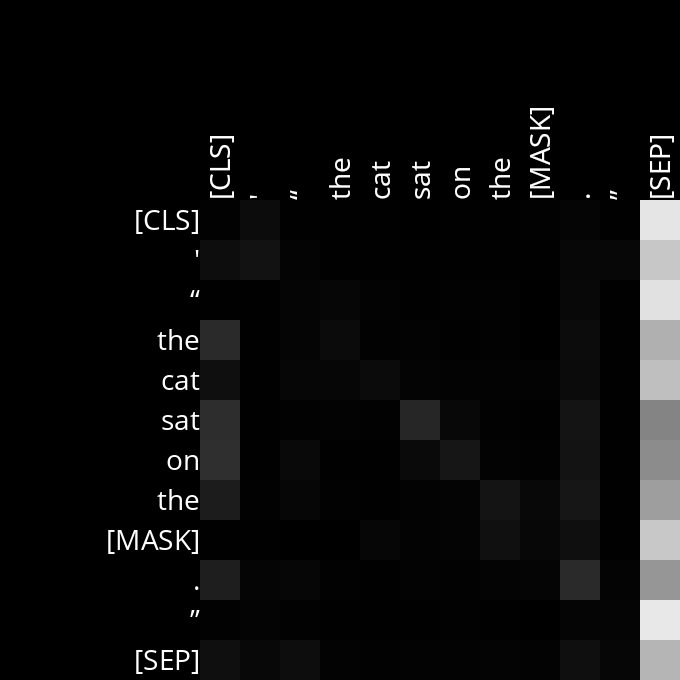 [CLS] ' “ the cat sat on the [MASK] . ” [SEP]
[CLS]
'
“
the
cat
sat
on
the
[MASK]
.
”
[SEP]